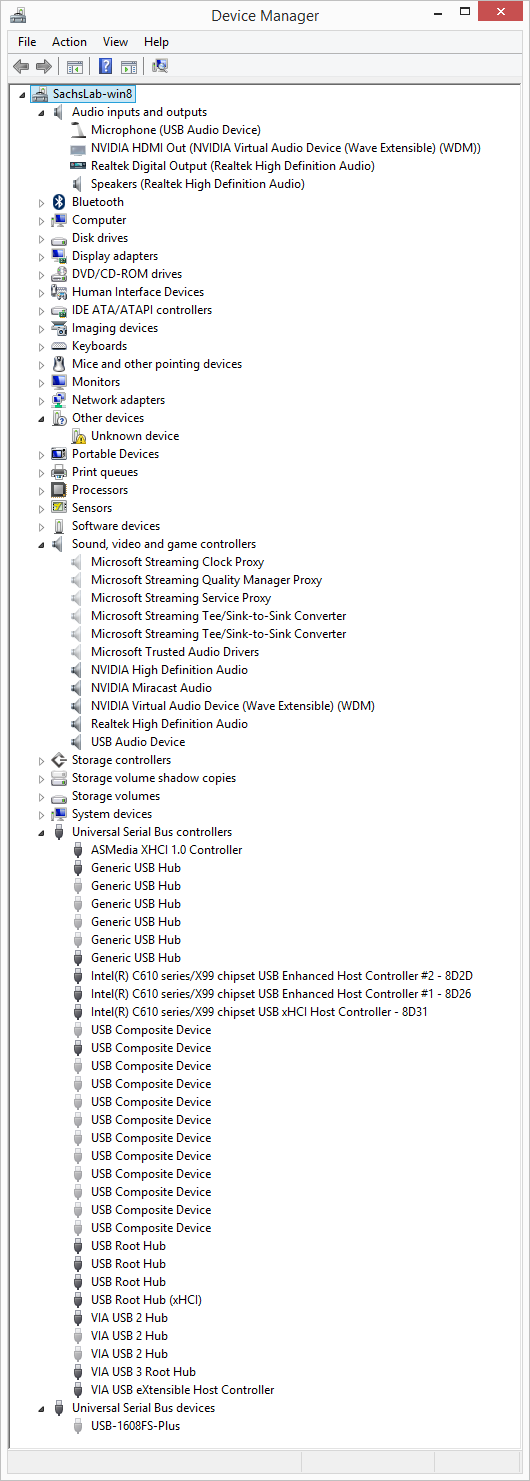 Device Manager
File Action View Help
SachsLab-win8
Audio inputs and outputs
Microphone (USB Audio Device)
NVIDIA HDMI Out (NVIDIA Virtual Audio Device (Wave Extensible) (WDM))
Realtek Digital Output (Realtek High Definition Audio)
Speakers (Realtek High Definition Audio)
Bluetooth
Computer
Disk drives
Display adapters
DVD/CD-ROM drives
Human Interface Devices
IDE ATA/ATAPI controllers
Imaging devices
Keyboards
Mice and other pointing devices
Monitors
Network adapters
Other devices
Unknown device
Portable Devices
Print queues
Processors
Sensors
Software devices
Sound, video and game controllers
Microsoft Streaming Clock Proxy
Microsoft Streaming Quality Manager Proxy
Microsoft Streaming Service Proxy
Microsoft Streaming Tee/Sink-to-Sink Converter
Microsoft Streaming Tee/Sink-to-Sink Converter
Microsoft Trusted Audio Drivers
NVIDIA High Definition Audio
NVIDIA Miracast Audio
NVIDIA Virtual Audio Device (Wave Extensible) (WDM)
Realtek High Definition Audio
USB Audio Device
Storage controllers
Storage volume shadow copies
Storage volumes
System devices
Universal Serial Bus controllers
ASMedia XHCI 1.0 Controller
Generic USB Hub
Generic USB Hub
Generic USB Hub
Generic USB Hub
Generic USB Hub
Generic USB Hub
Intel(R) C610 series/X99 chipset USB Enhanced Host Controller #2 - 8D2D
Intel(R) C610 series/X99 chipset USB Enhanced Host Controller #1 - 8D26
Intel(R) C610 series/X99 chipset USB xHCI Host Controller - 8D31
USB Composite Device
USB Composite Device
USB Composite Device
USB Composite Device
USB Composite Device
USB Composite Device
USB Composite Device
USB Composite Device
USB Composite Device
USB Composite Device
USB Composite Device
USB Composite Device
USB Root Hub
USB Root Hub
USB Root Hub
USB Root Hub (xHCI)
VIA USB 2 Hub
VIA USB 2 Hub
VIA USB 2 Hub
VIA USB 3 Root Hub
VIA USB eXtensible Host Controller
Universal Serial Bus devices
USB-1608FS-Plus